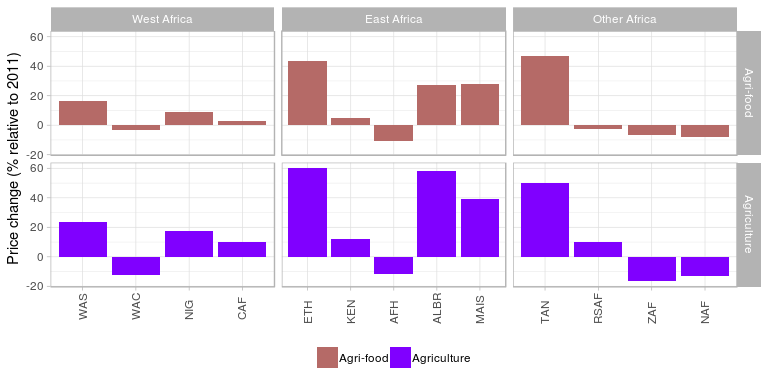 West Africa East Africa Other Africa
Price change (% relative to 2011)
60
40
20
0
-20
Agri-food
60
40
20
0
-20
Agriculture
WAS WAC NIG CAF ETH KEN AFH ALBR MAIS TAN RSAF ZAF NAF
Agri-food Agriculture